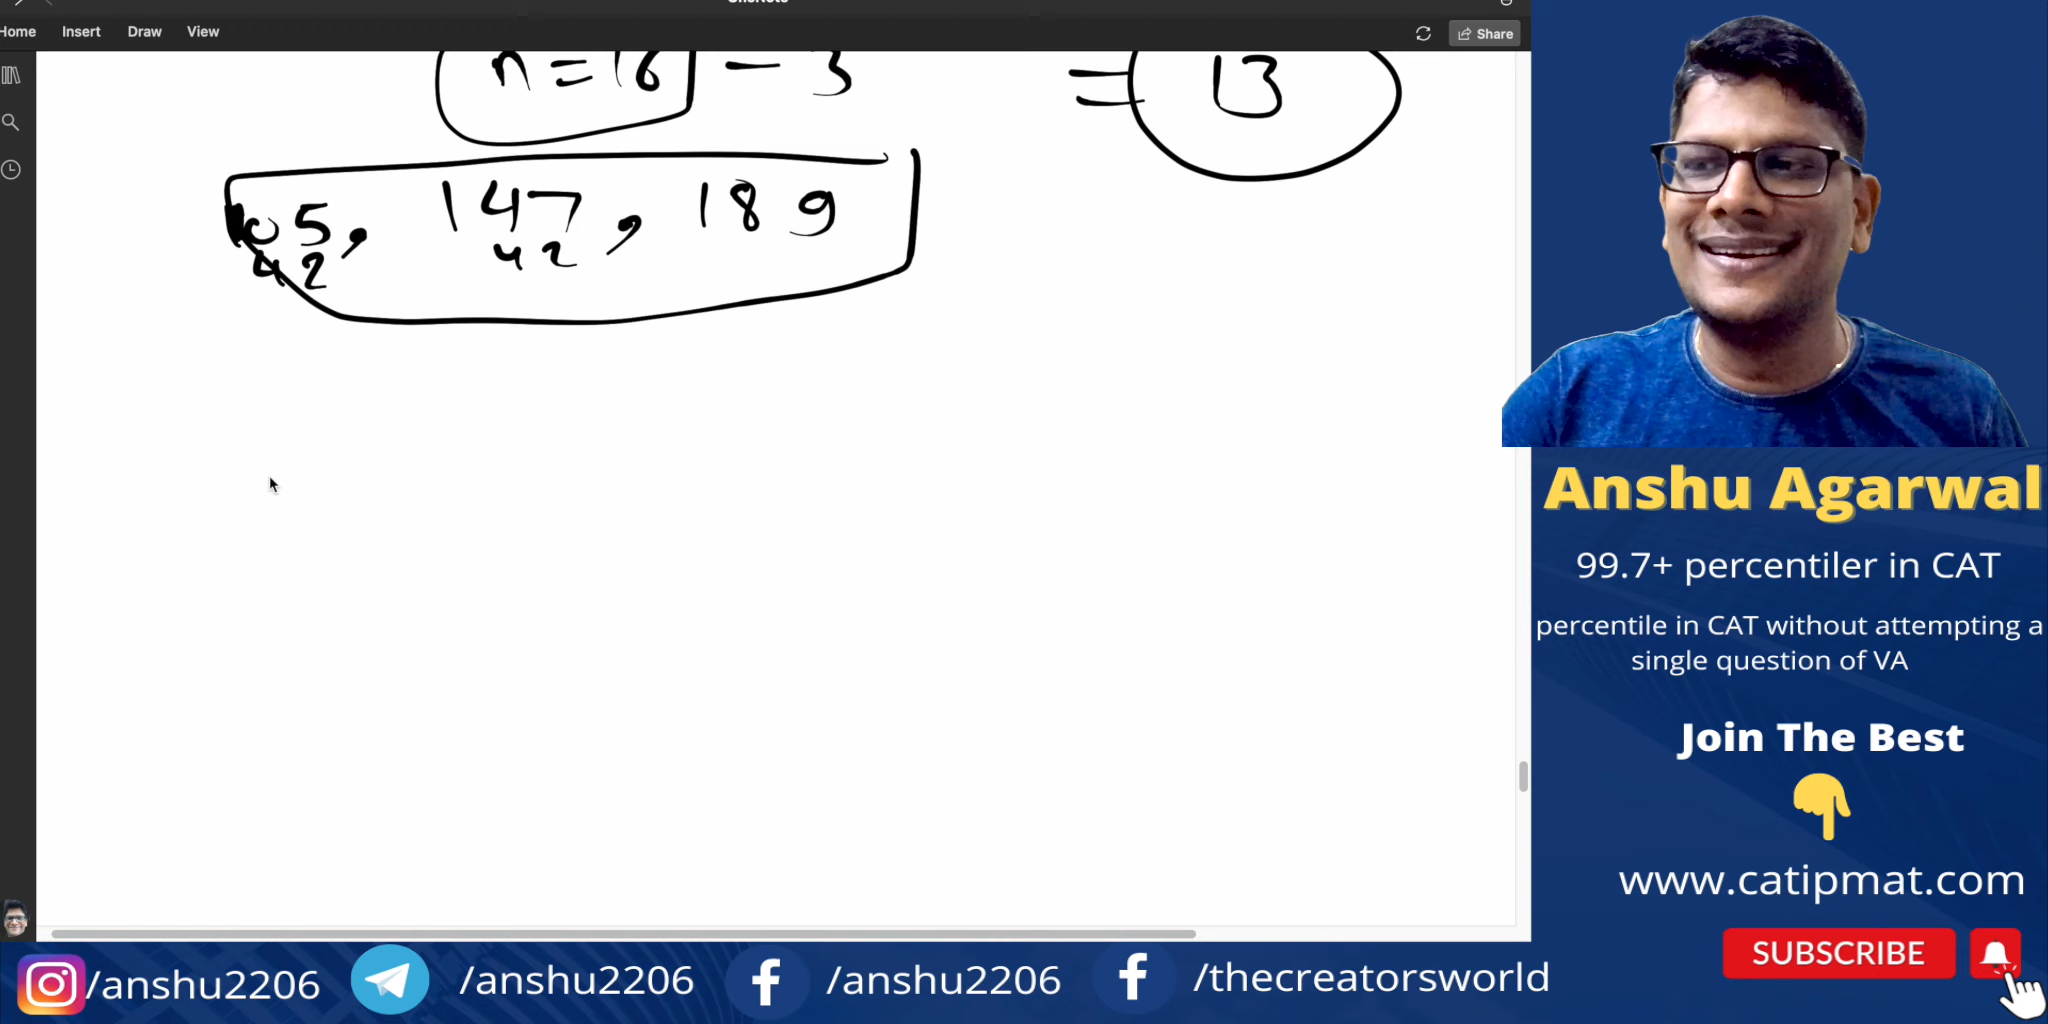 Home Insert Draw View
Share
n = 16 - 3 = 13
105, 147, 189
42 42
Anshu Agarwal
99.7+ percentiler in CAT
percentile in CAT without attempting a
single question of VA
Join The Best
www.catipmat.com
SUBSCRIBE
/anshu2206 /anshu2206 /anshu2206 /thecreatorsworld